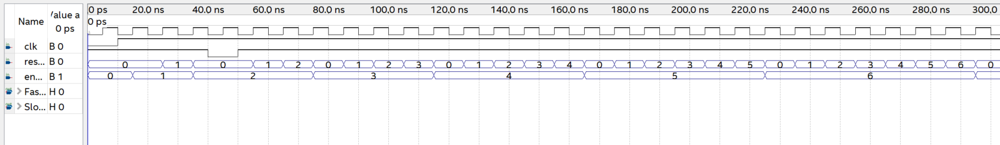 .0 ps 20.0 ns 40.0 ns 60.0 ns 80.0 ns 100.0 ns 120.0 ns 140.0 ns 160.0 ns 180.0 ns 200.0 ns 220.0 ns 240.0 ns 260.0 ns 280.0 ns 300.0
Name /alue a
0 ps
0 ps
clk B 0
res... B 0
0 1 0 1 2 0 1 2 3 0 1 2 3 4 0 1 2 3 4 5 0 1 2 3 4 5 6 0
en... B 1
0 1 2 3 4 5 6
Fas... H 0
Slo... H 0